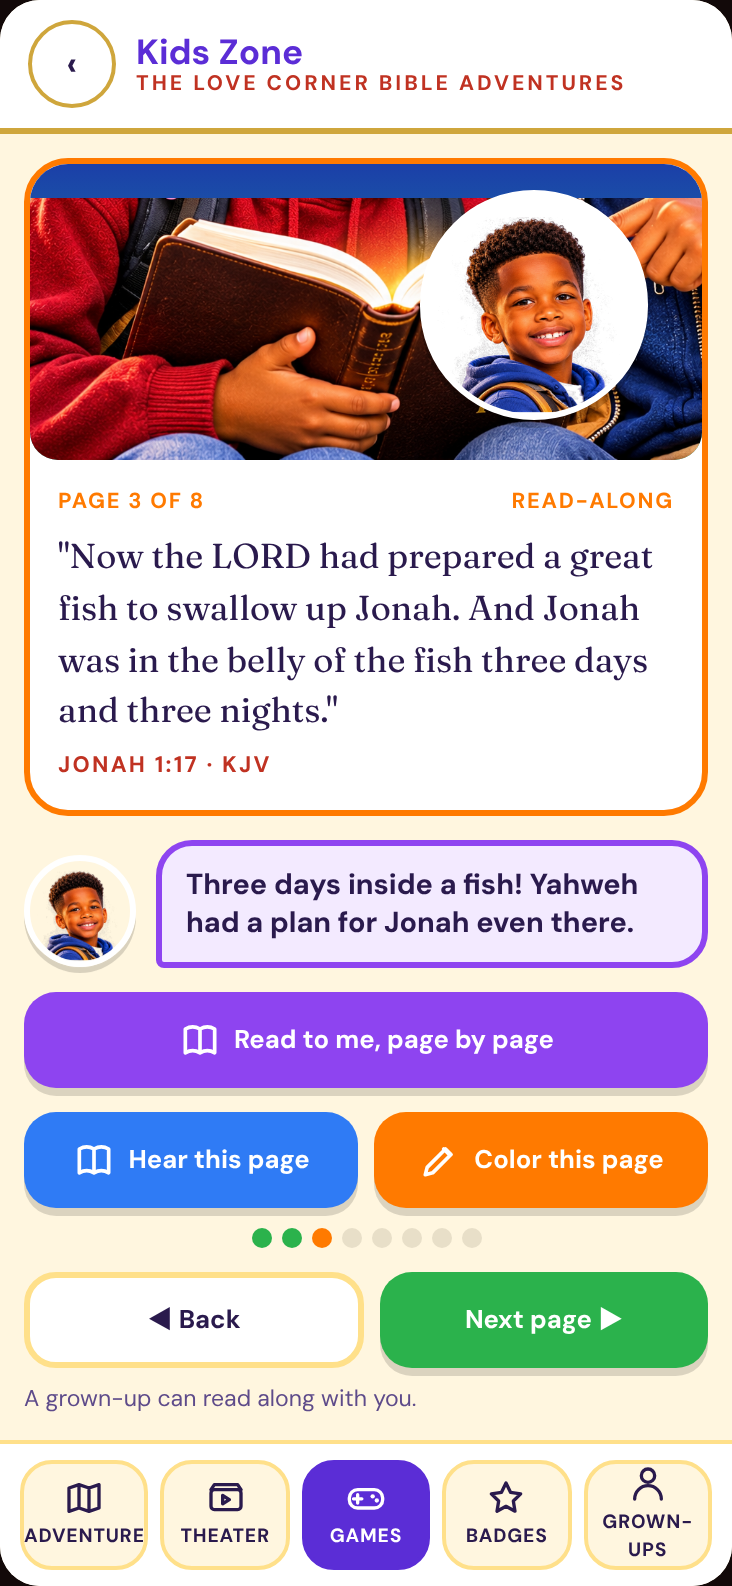 Kids Zone
THE LOVE CORNER BIBLE ADVENTURES
PAGE 3 OF 8
READ-ALONG
"Now the LORD had prepared a great
fish to swallow up Jonah. And Jonah
was in the belly of the fish three days
and three nights."
JONAH 1:17 · KJV
Three days inside a fish! Yahweh
had a plan for Jonah even there.
Read to me, page by page
Hear this page
Color this page
◀ Back
Next page ▶
A grown-up can read along with you.
ADVENTURE
THEATER
GAMES
BADGES
GROWN-
UPS